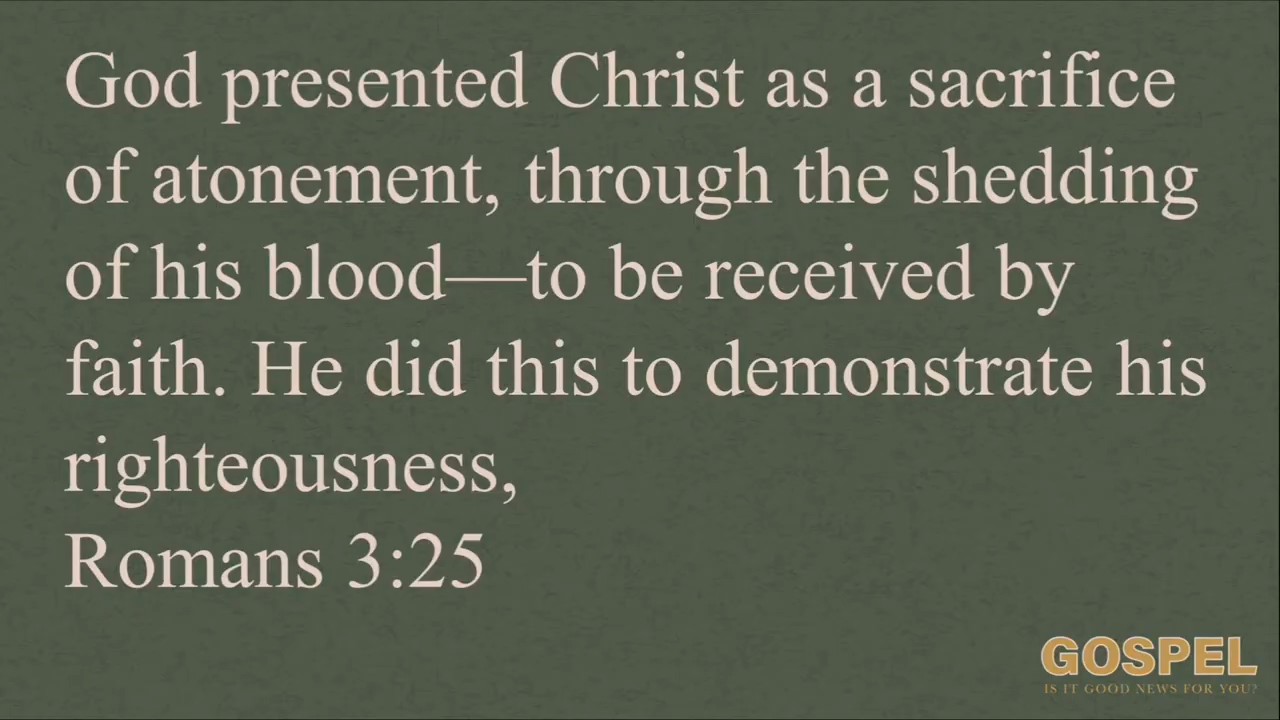 God presented Christ as a sacrifice
of atonement, through the shedding
of his blood—to be received by
faith. He did this to demonstrate his
righteousness,
Romans 3:25
GOSPEL
IS IT GOOD NEWS FOR YOU?